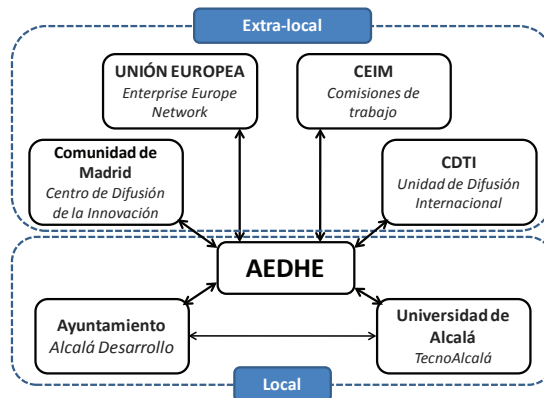 Extra-local
UNIÓN EUROPEA
Enterprise Europe
Network
CEIM
Comisiones de
trabajo
Comunidad de
Madrid
Centro de Difusión
de la Innovación
CDTI
Unidad de Difusión
Internacional
AEDHE
Ayuntamiento
Alcalá Desarrollo
Universidad de
Alcalá
TecnoAlcalá
Local